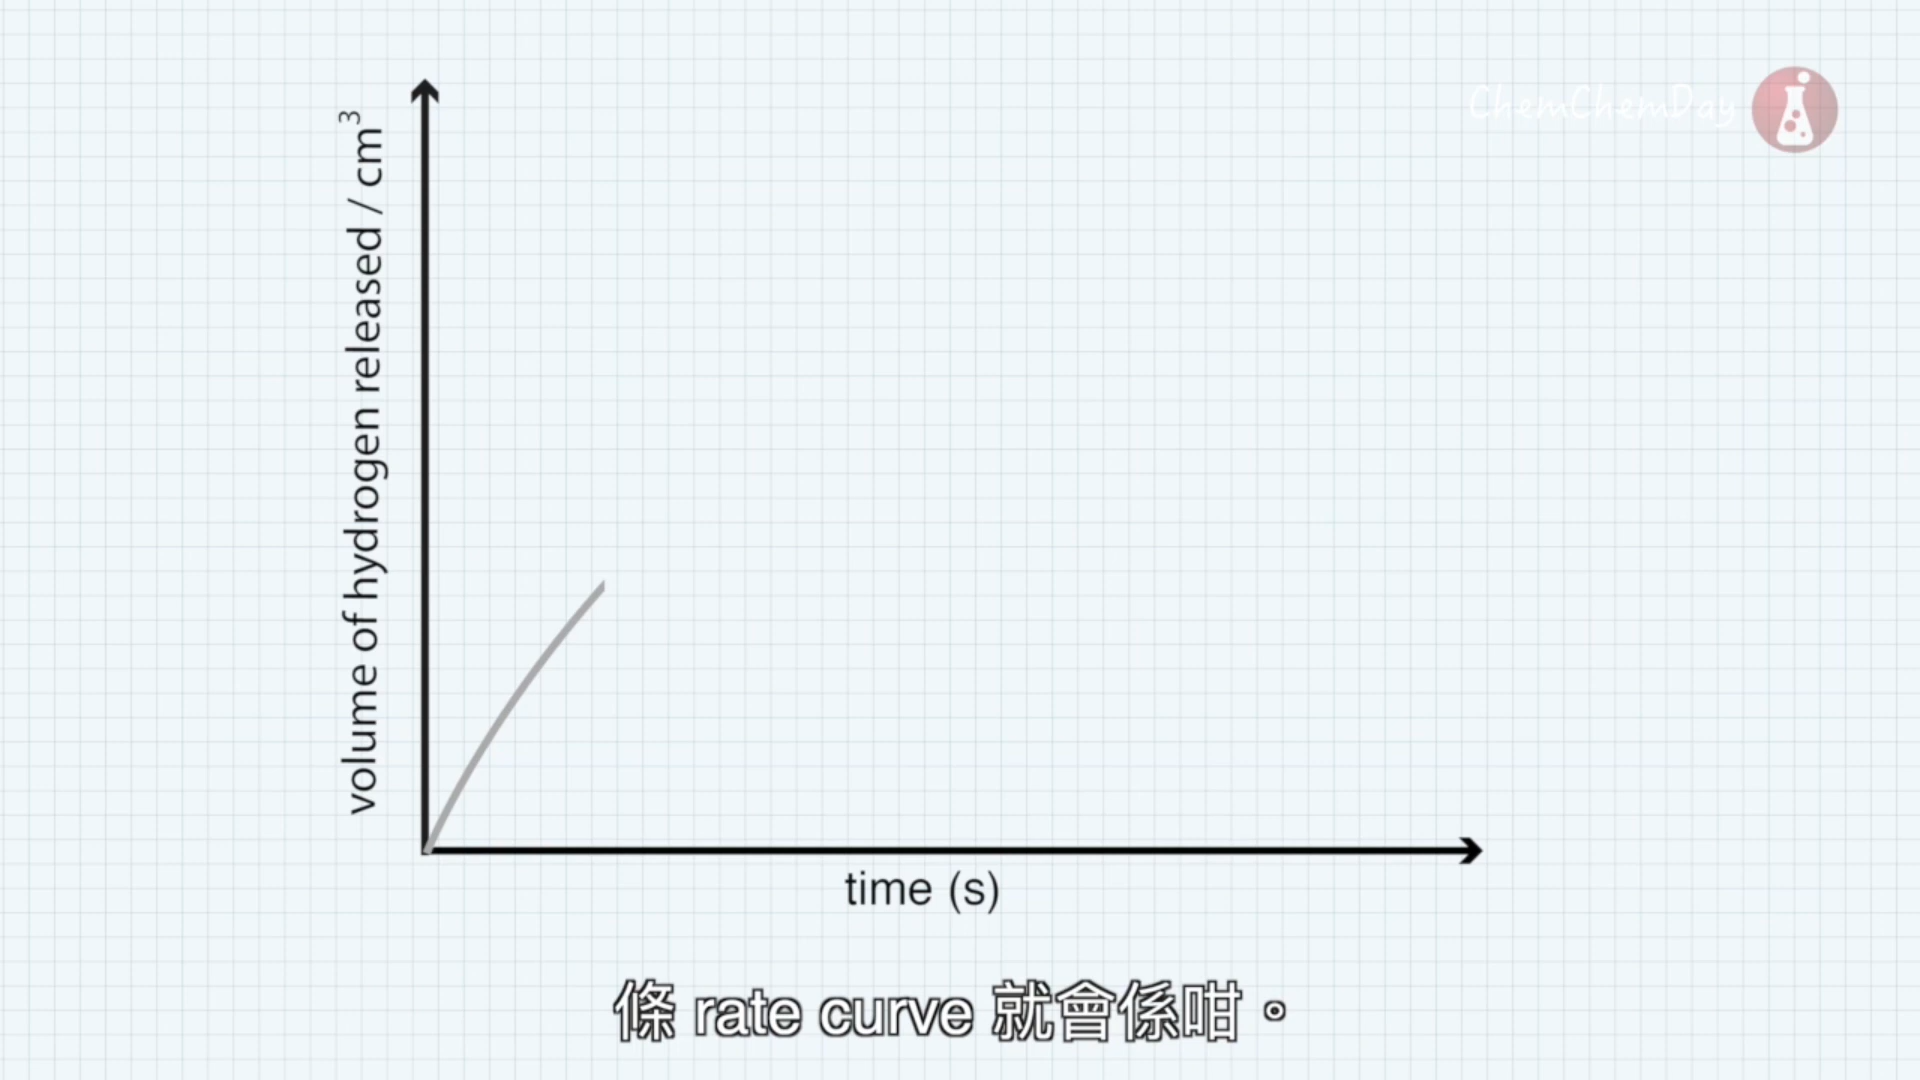 ChemChemDay
volume of hydrogen released / cm³
time (s)
條 rate curve 就會係咁。